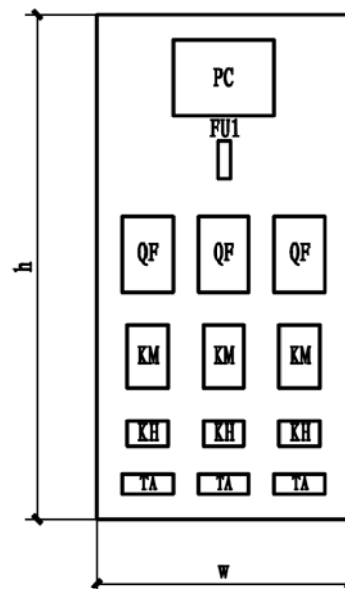 PC
FU1
QF QF QF
h
KM KM KM
KH KH KH
TA TA TA
w